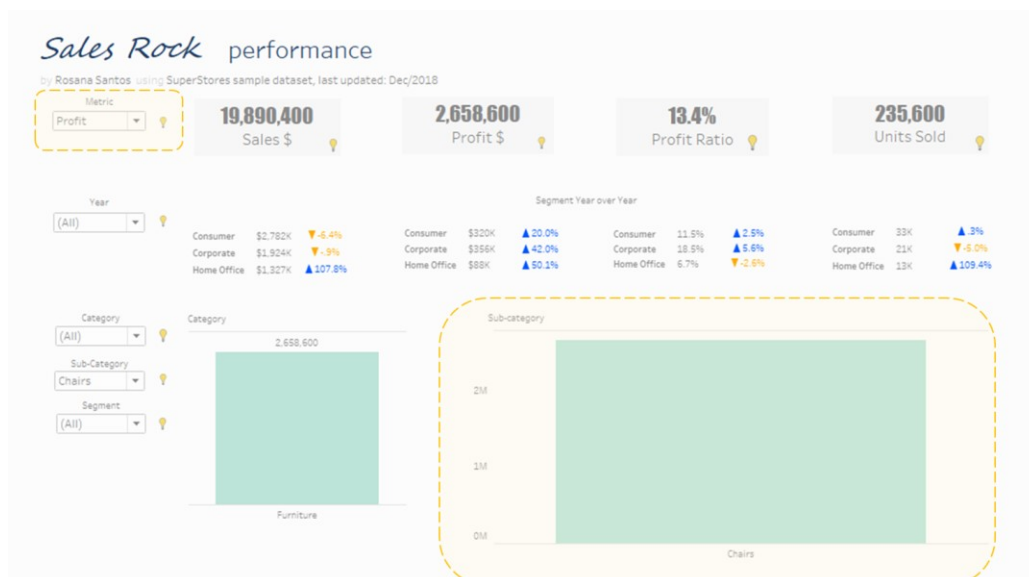 Sales Rock performance
by Rosana Santos using SuperStores sample dataset, last updated: Dec/2018
Metric
Profit
19,890,400
Sales $
2,658,600
Profit $
13.4%
Profit Ratio
235,600
Units Sold
Year
(All)
Segment Year over Year
Consumer $2,782K ▼-6.4%
Corporate $1,924K ▼-.9%
Home Office $1,327K ▲107.8%
Consumer $320K ▲20.0%
Corporate $356K ▲42.0%
Home Office $88K ▲50.1%
Consumer 11.5% ▲2.5%
Corporate 18.5% ▲5.6%
Home Office 6.7% ▼-2.6%
Consumer 33K ▲.3%
Corporate 21K ▼-6.0%
Home Office 13K ▲109.4%
Category
(All)
Sub-Category
Chairs
Segment
(All)
Category
2,658,600
Furniture
Sub-category
2M
1M
0M
Chairs